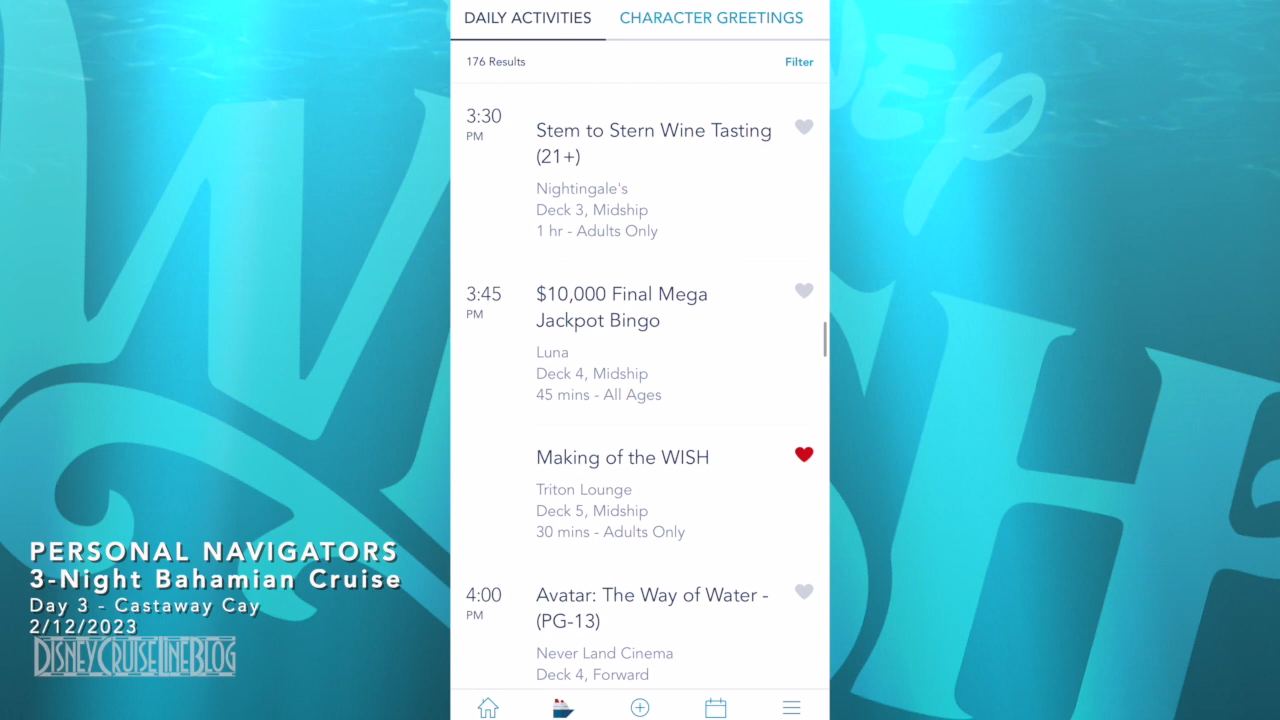 DAILY ACTIVITIES
CHARACTER GREETINGS
176 Results
Filter
3:30
PM
Stem to Stern Wine Tasting
(21+)
Nightingale's
Deck 3, Midship
1 hr - Adults Only
3:45
PM
$10,000 Final Mega
Jackpot Bingo
Luna
Deck 4, Midship
45 mins - All Ages
Making of the WISH
Triton Lounge
Deck 5, Midship
30 mins - Adults Only
4:00
PM
Avatar: The Way of Water -
(PG-13)
Never Land Cinema
Deck 4, Forward
PERSONAL NAVIGATORS
3-Night Bahamian Cruise
Day 3 - Castaway Cay
2/12/2023
DISNEYCRUISELINEBLOG